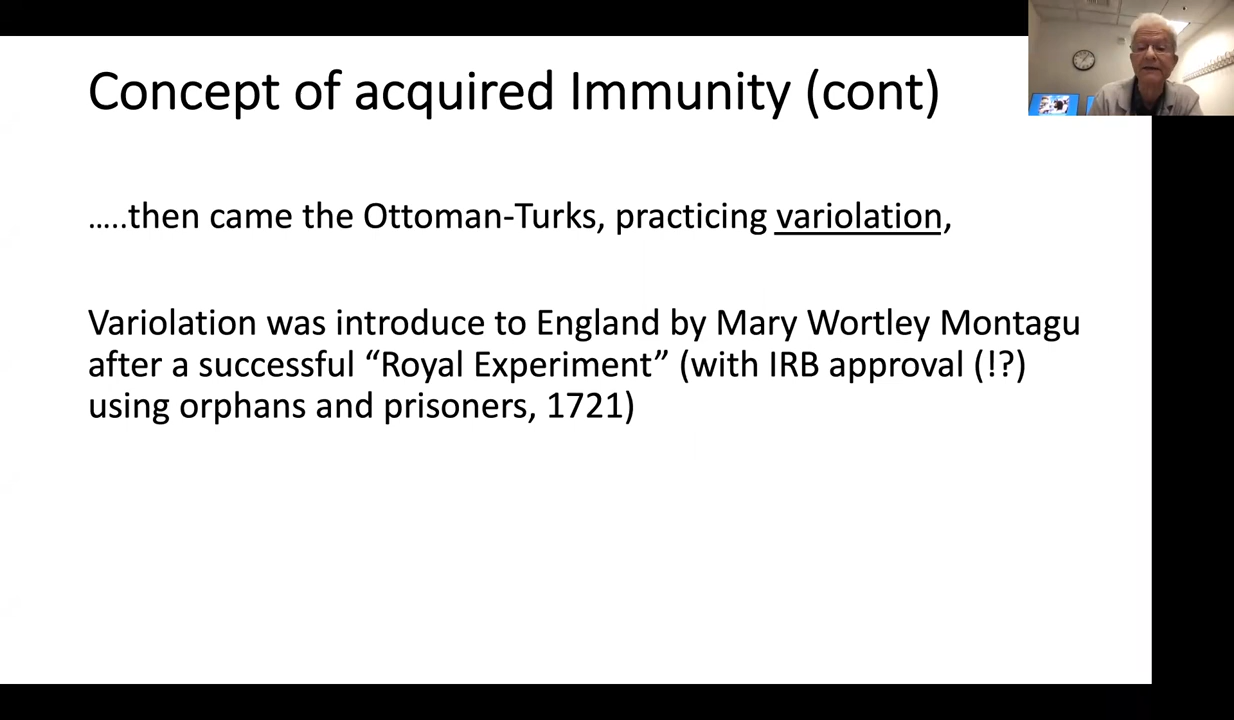 Concept of acquired Immunity (cont)
…..then came the Ottoman-Turks, practicing variolation,
Variolation was introduce to England by Mary Wortley Montagu
after a successful “Royal Experiment” (with IRB approval (!?)
using orphans and prisoners, 1721)